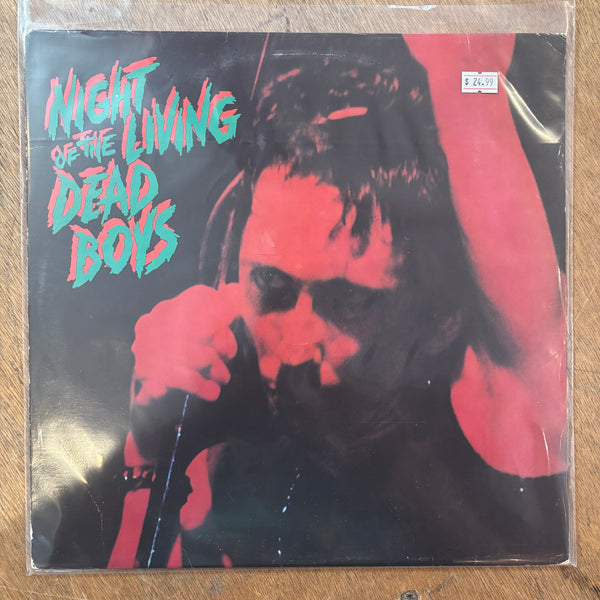 NIGHT
OF THE LIVING
DEAD
BOYS
$ 24.99